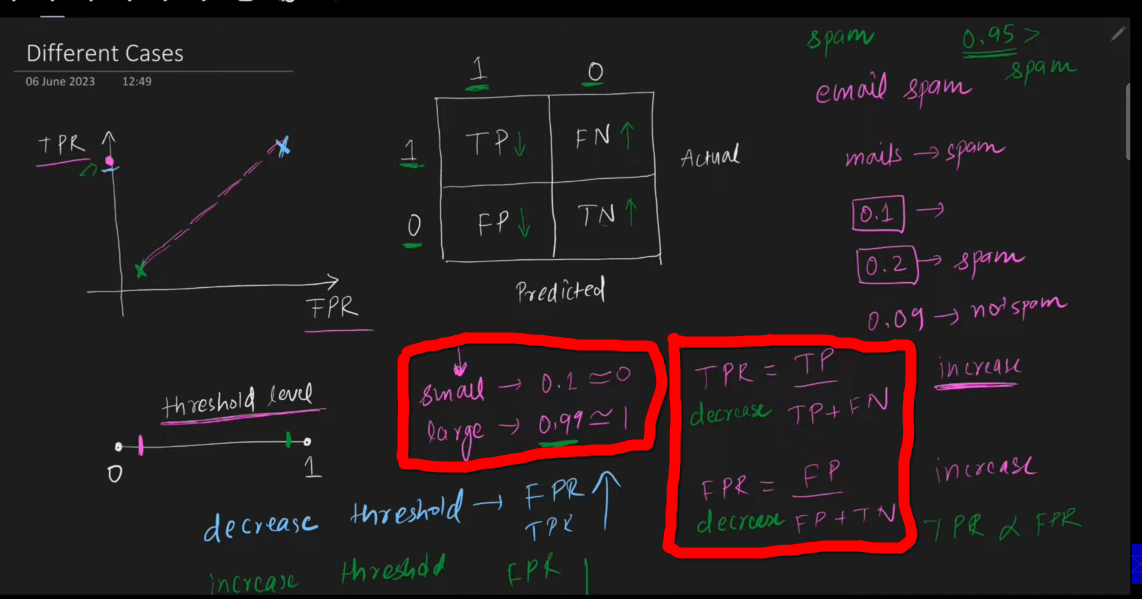 Different Cases
06 June 2023 12:49
TPR
FPR
1 0
1 TP↓ FN↑
0 FP↓ TN↑
Actual
Predicted
spam 0.95 >
spam
email spam
mails → spam
0.1 →
0.2 → spam
0.09 → not spam
threshold level
0 1
small → 0.1 ≃ 0
large → 0.99 ≃ 1
TPR = TP
decrease TP+FN
increase
FPR = FP
decrease FP+TN
increase
TPR ∝ FPR
decrease threshold → FPR ↑
TPR
increase threshold FPR